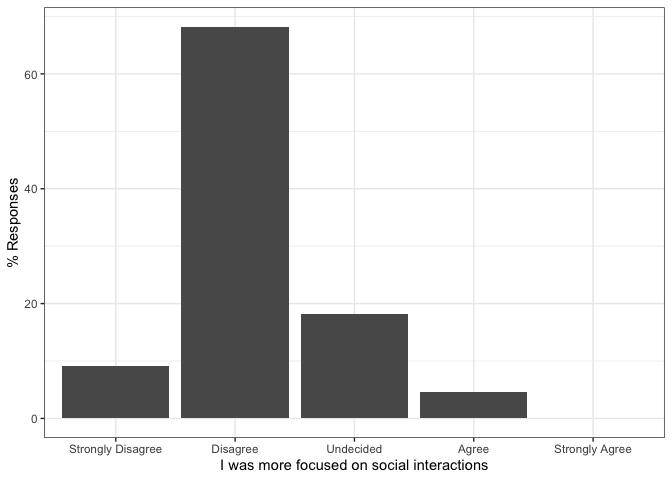 60
40
20
0
% Responses
Strongly Disagree
Disagree
Undecided
Agree
Strongly Agree
I was more focused on social interactions